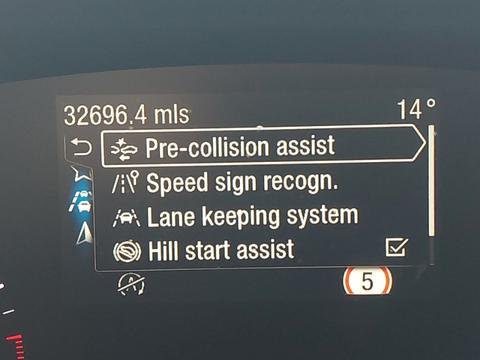 32696.4 mls 14°
Pre-collision assist
Speed sign recogn.
Lane keeping system
Hill start assist
5